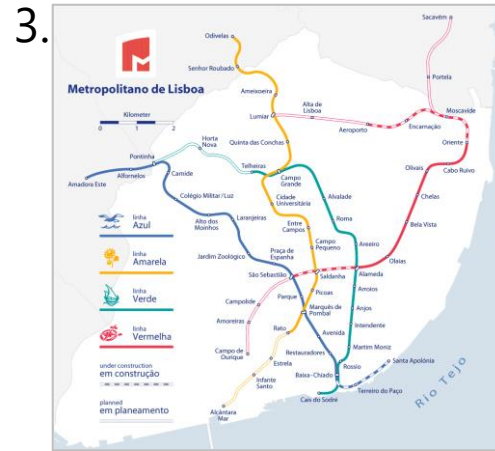 3.
Metropolitano de Lisboa
Kilometer
0 1 2
Odivelas
Senhor Roubado
Ameixoeira
Lumiar
Alta de
Lisboa
Aeroporto
Encarnação
Sacavém
Portela
Moscavide
Oriente
Cabo Ruivo
Olivais
Chelas
Bela Vista
Olaias
Horta
Nova
Pontinha
Telheiras
Quinta das Conchas
Campo
Grande
Amadora Este
Alfornelos
Carnide
Colégio Militar/Luz
Cidade
Universitária
Alvalade
Roma
Alto dos
Moinhos
Laranjeiras
Entre
Campos
Campo
Pequeno
Areeiro
Jardim Zoológico
Praça de
Espanha
São Sebastião
Saldanha
Alameda
Parque
Picoas
Arroios
Campolide
Marquês de
Pombal
Anjos
Amoreiras
Rato
Avenida
Intendente
Campo de
Ourique
Estrela
Restauradores
Martim Moniz
Infante
Santo
Baixa-Chiado
Rossio
Santa Apolónia
Terreiro do Paço
Alcântara
Mar
Cais do Sodré
Rio Tejo
linha
Azul
linha
Amarela
linha
Verde
linha
Vermelha
under construction
em construção
planned
em planeamento